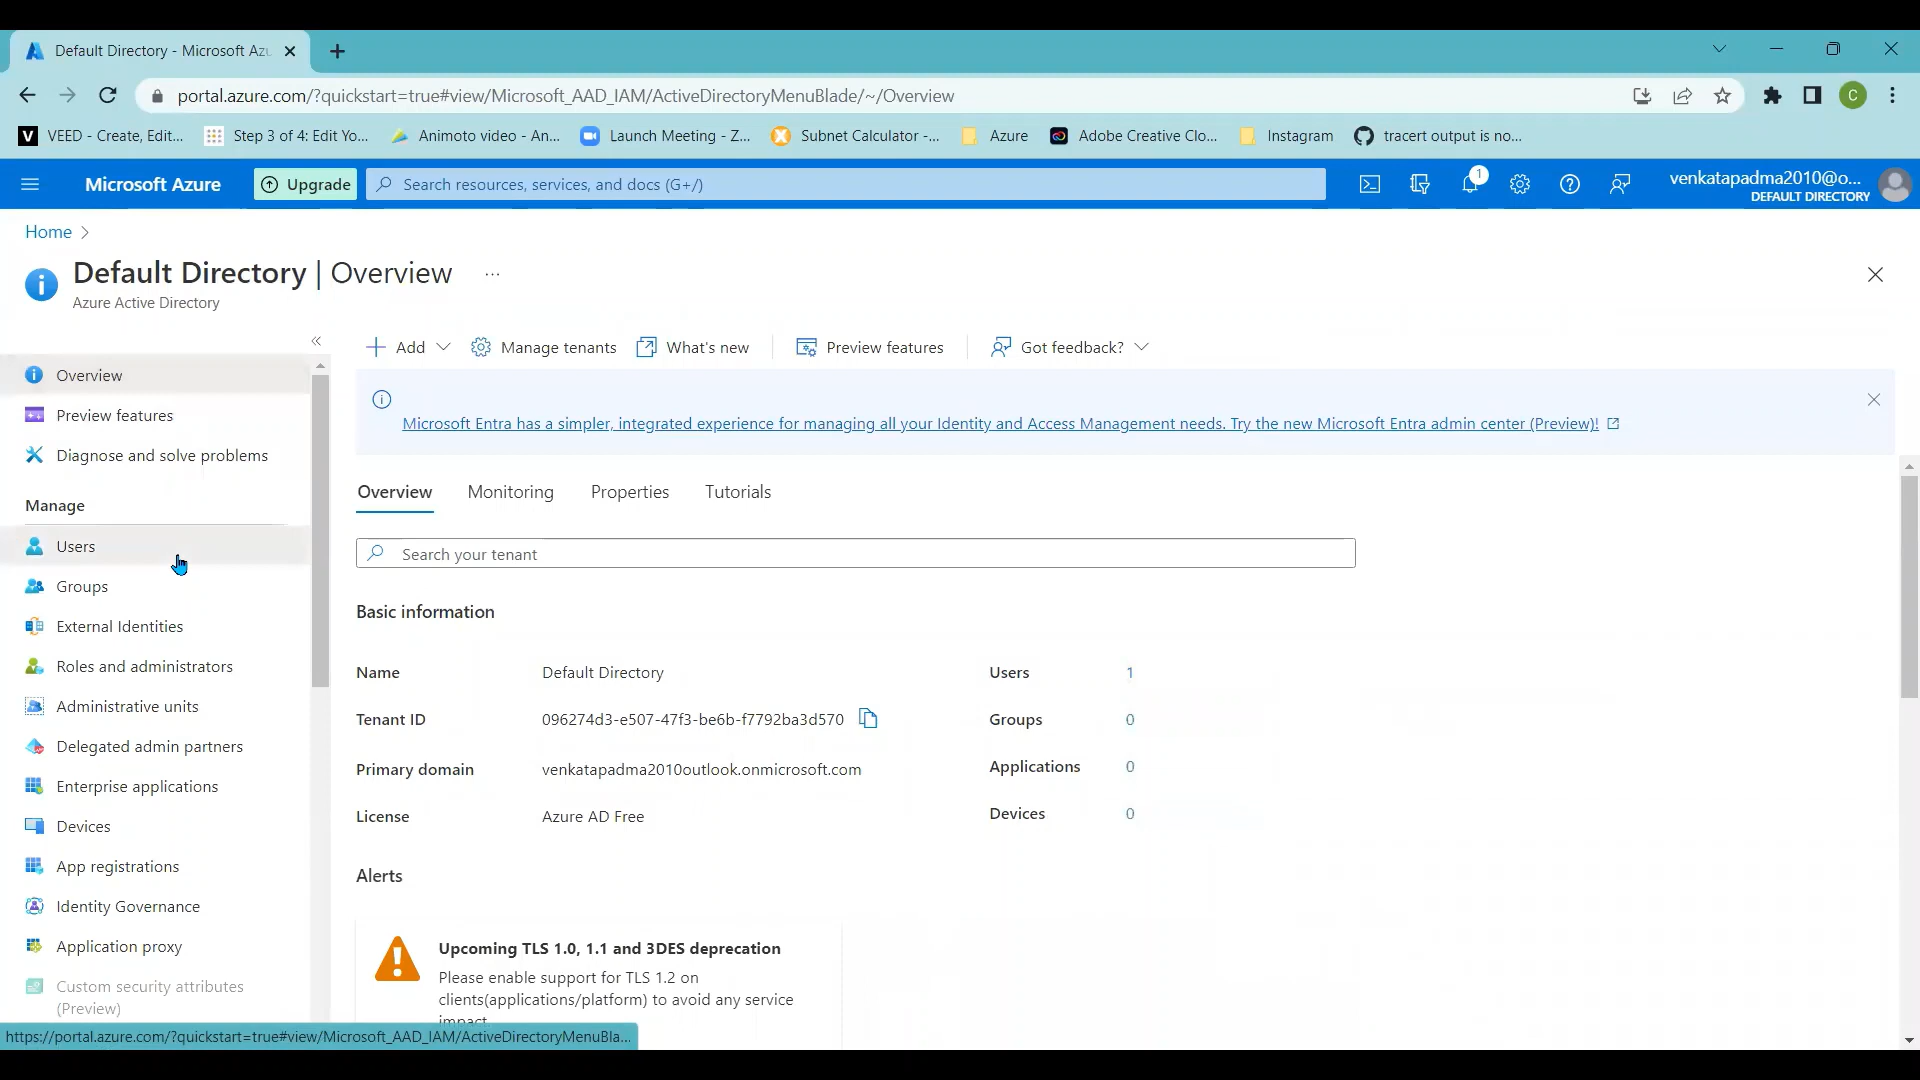 Default Directory - Microsoft Azu
portal.azure.com/?quickstart=true#view/Microsoft_AAD_IAM/ActiveDirectoryMenuBlade/~/Overview
C
VEED - Create, Edit...
Step 3 of 4: Edit Yo...
Animoto video - An...
Launch Meeting - Z...
Subnet Calculator -...
Azure
Adobe Creative Clo...
Instagram
tracert output is no...
Microsoft Azure
Upgrade
Search resources, services, and docs (G+/)
1
venkatapadma2010@o...
DEFAULT DIRECTORY
Home >
Default Directory | Overview ...
Azure Active Directory
Add
Manage tenants
What's new
Preview features
Got feedback?
Overview
Preview features
Diagnose and solve problems
Manage
Users
Groups
External Identities
Roles and administrators
Administrative units
Delegated admin partners
Enterprise applications
Devices
App registrations
Identity Governance
Application proxy
Custom security attributes
(Preview)
Microsoft Entra has a simpler, integrated experience for managing all your Identity and Access Management needs. Try the new Microsoft Entra admin center (Preview)!
Overview
Monitoring
Properties
Tutorials
Search your tenant
Basic information
Name Default Directory Users 1
Tenant ID 096274d3-e507-47f3-be6b-f7792ba3d570 Groups 0
Primary domain venkatapadma2010outlook.onmicrosoft.com Applications 0
License Azure AD Free Devices 0
Alerts
Upcoming TLS 1.0, 1.1 and 3DES deprecation
Please enable support for TLS 1.2 on
clients(applications/platform) to avoid any service
impact
https://portal.azure.com/?quickstart=true#view/Microsoft_AAD_IAM/ActiveDirectoryMenuBla...